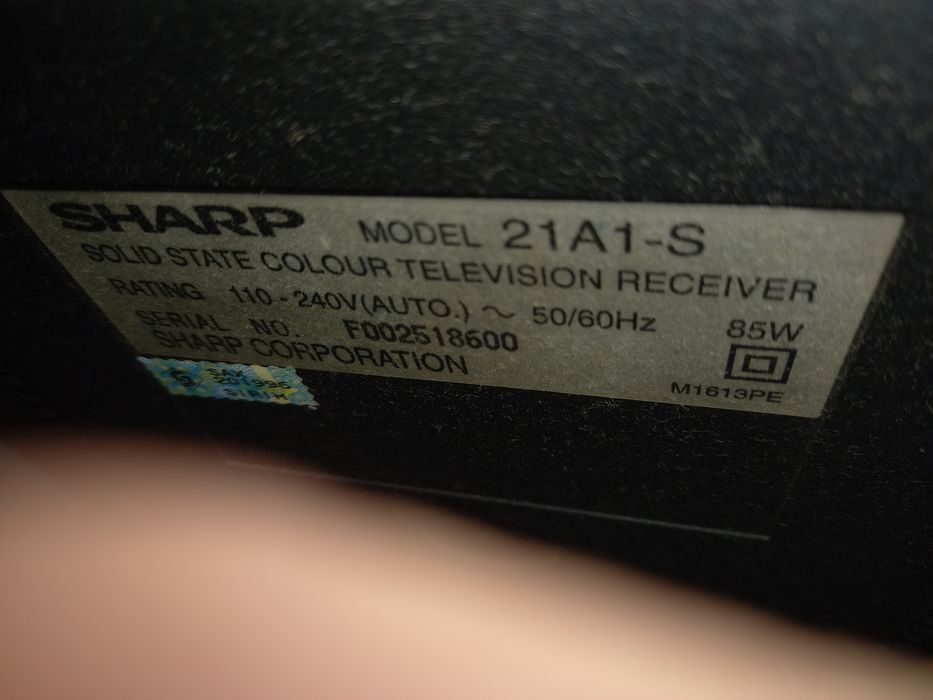 SHARP MODEL 21A1-S
SOLID STATE COLOUR TELEVISION RECEIVER
RATING 110-240V(AUTO.) ~ 50/60Hz 85W
SERIAL NO. F002518600
SHARP CORPORATION
M1613PE
SIRIM